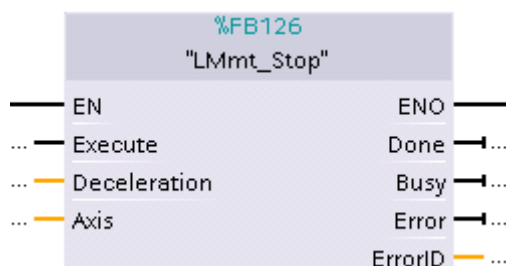 %FB126
"LMmt_Stop"
EN ENO
... Execute Done ...
... Deceleration Busy ...
... Axis Error ...
ErrorID ...